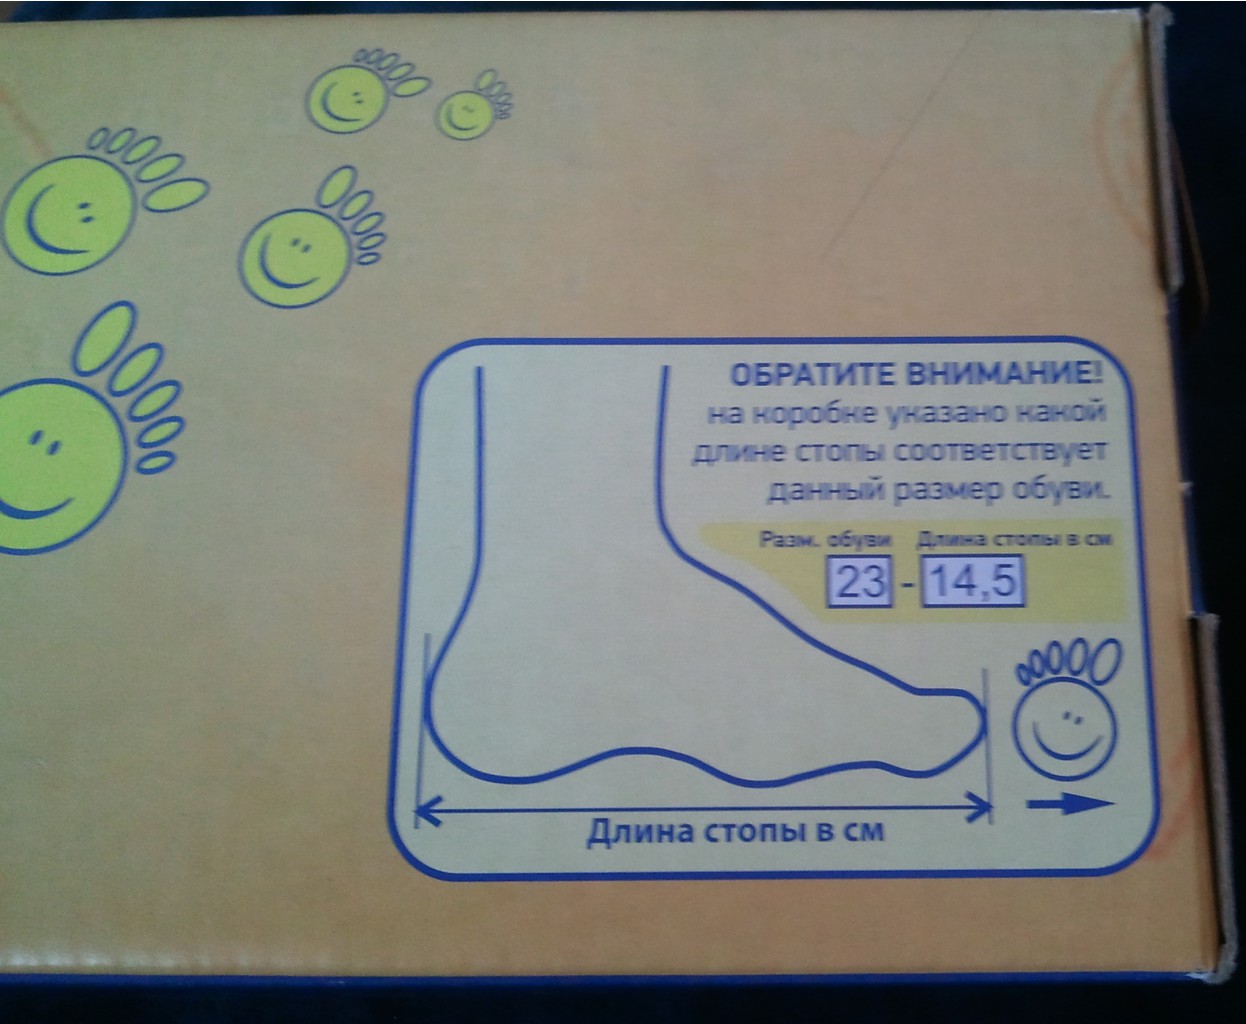 ОБРАТИТЕ ВНИМАНИЕ!
на коробке указано какой
длине стопы соответствует
данный размер обуви.
Разм. обуви Длина стопы в см
23 - 14,5
Длина стопы в см